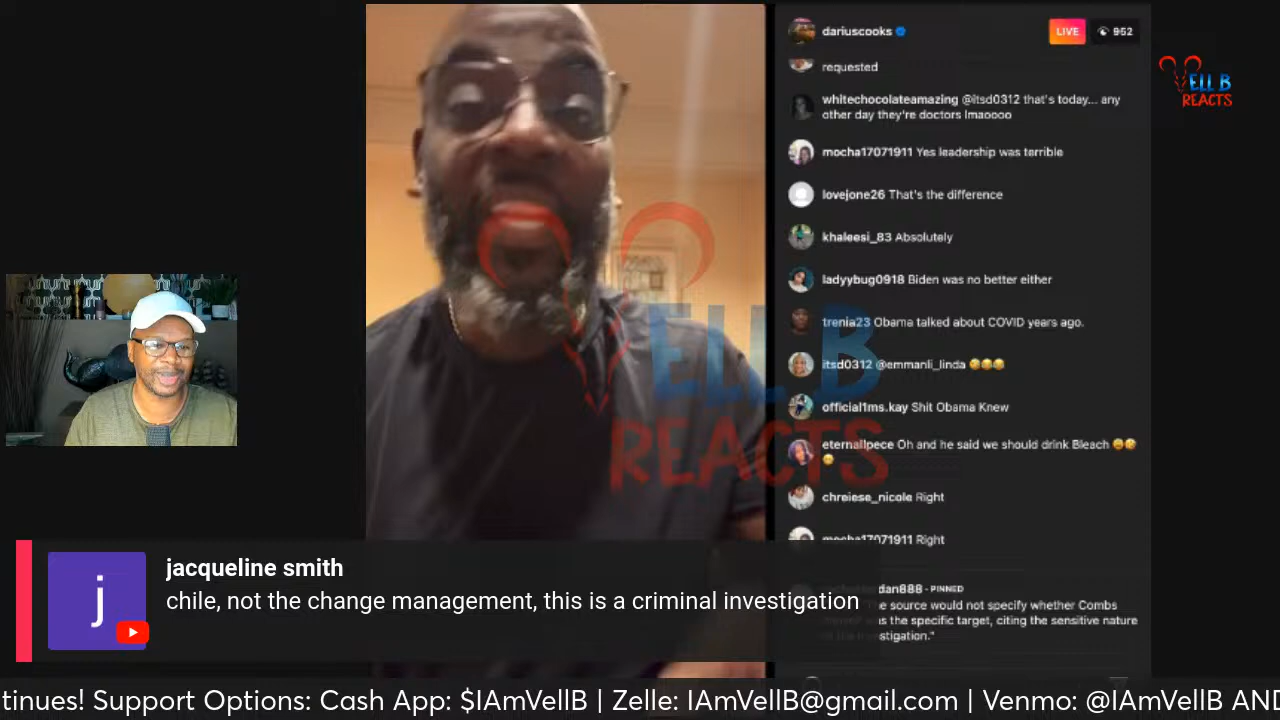 dariuscooks
LIVE
952
requested
whitechocolateamazing @itsd0312 that's today... any
other day they're doctors lmaoooo
mocha17071911 Yes leadership was terrible
lovejone26 That's the difference
khaleesi_83 Absolutely
ladyybug0918 Biden was no better either
trenia23 Obama talked about COVID years ago.
itsd0312 @emmanli_linda 🤣🤣🤣
official1ms.kay Shit Obama Knew
eternallpece Oh and he said we should drink Bleach
chreiese_nicole Right
mocha17071911 Right
dan888 · PINNED
source would not specify whether Combs
was the specific target, citing the sensitive nature
stigation."
VELL B
REACTS
VELL B
REACTS
j
jacqueline smith
chile, not the change management, this is a criminal investigation
tinues! Support Options: Cash App: $IAmVellB | Zelle: IAmVellB@gmail.com | Venmo: @IAmVellB AND